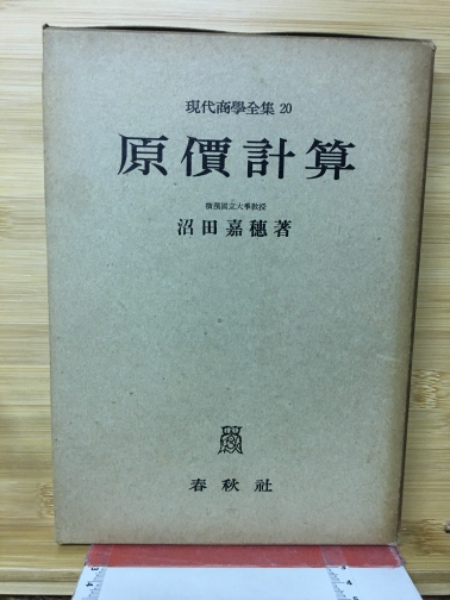 現代商學全集 20
原價計算
橫濱國立大學教授
沼田嘉穗著
春秋社